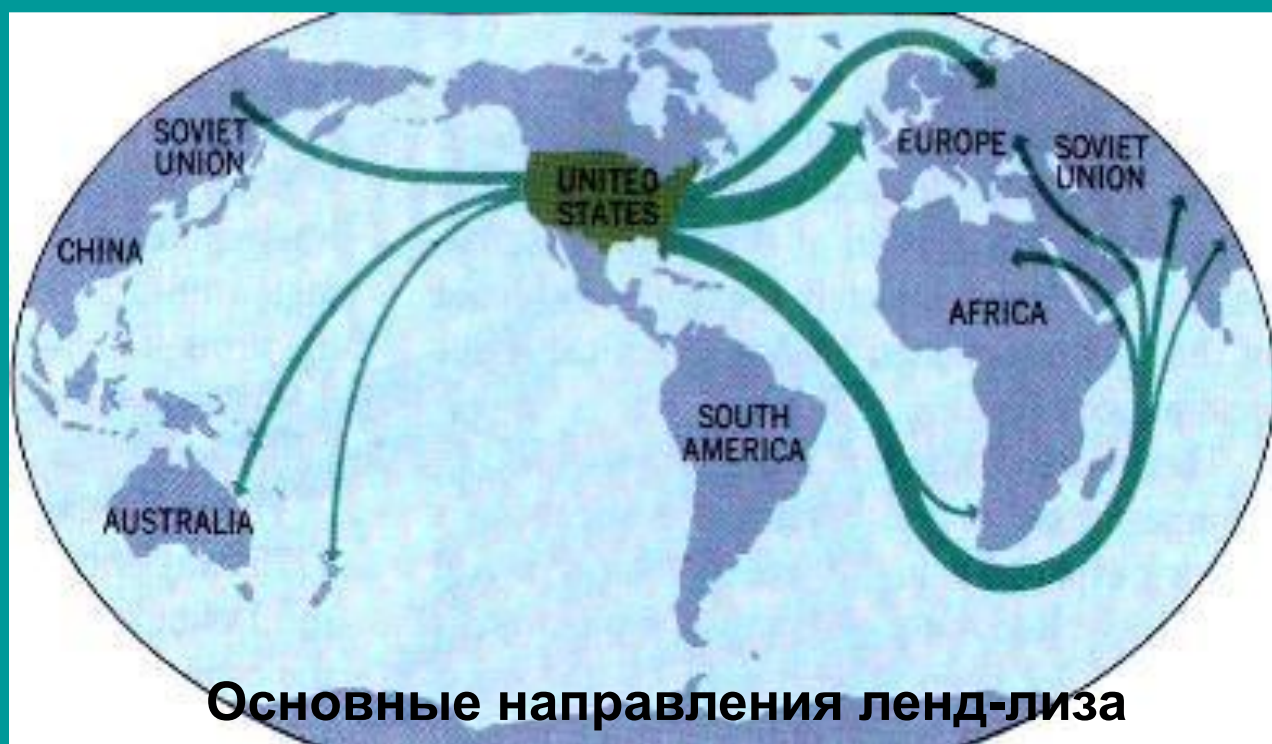 SOVIET
UNION
CHINA
UNITED
STATES
EUROPE
SOVIET
UNION
AFRICA
SOUTH
AMERICA
AUSTRALIA
Основные направления ленд-лиза